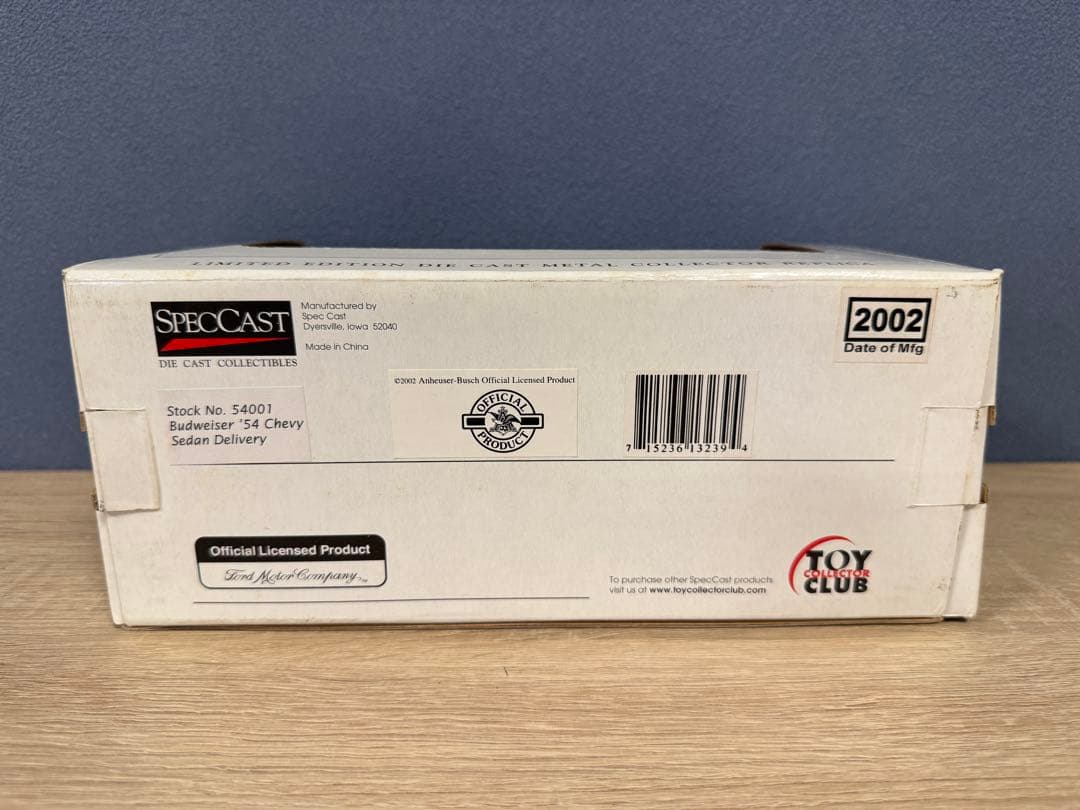 LIMITED EDITION DIE CAST METAL COLLECTOR REPLICA
SPECCAST
DIE CAST COLLECTIBLES
Manufactured by
Spec Cast
Dyersville, Iowa 52040
Made in China
2002
Date of Mfg
Stock No. 54001
Budweiser '54 Chevy
Sedan Delivery
©2002 Anheuser-Busch Official Licensed Product
OFFICIAL
PRODUCT
7 15236 13239 4
Official Licensed Product
Ford Motor Company™
To purchase other SpecCast products
visit us at www.toycollectorclub.com
TOY
COLLECTOR
CLUB